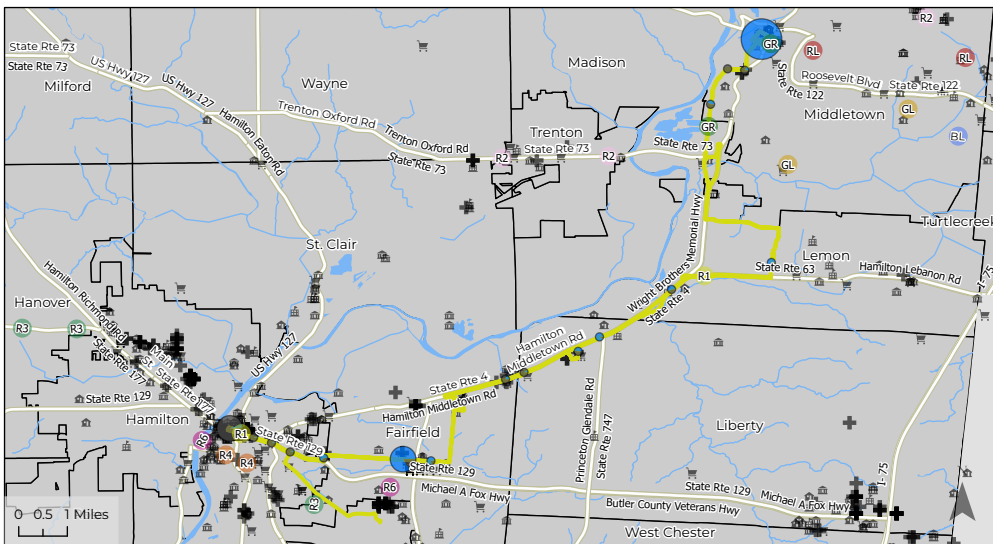 R2
GR
RL
RL
State Rte 73
State Rte 73
US Hwy 127
US Hwy 127
Milford
Wayne
Madison
State Rte 122
Roosevelt Blvd
State Rte 122
GL
Middletown
BL
Hamilton Eaton Rd
Trenton Oxford Rd
Trenton Oxford Rd
State Rte 73
Trenton
State Rte 73
R2
R2
GR
State Rte 73
GL
St. Clair
Turtlecreek
Lemon
State Rte 63
Hamilton Lebanon Rd
R1
Wright Brothers Memorial Hwy
State Rte 4
I-75
Hamilton Richmond Rd
Hanover
R3
R3
State Rte 177
Main St
State Rte 177
US Hwy 127
Hamilton Middletown Rd
State Rte 4
Hamilton Middletown Rd
State Rte 129
Hamilton
R6
R1
R4
R4
State Rte 129
Fairfield
State Rte 129
Michael A Fox Hwy
R6
R3
Princeton Glendale Rd
State Rte 747
Liberty
I-75
State Rte 129
Michael A Fox Hwy
Butler County Veterans Hwy
West Chester
0 0.5 1 Miles